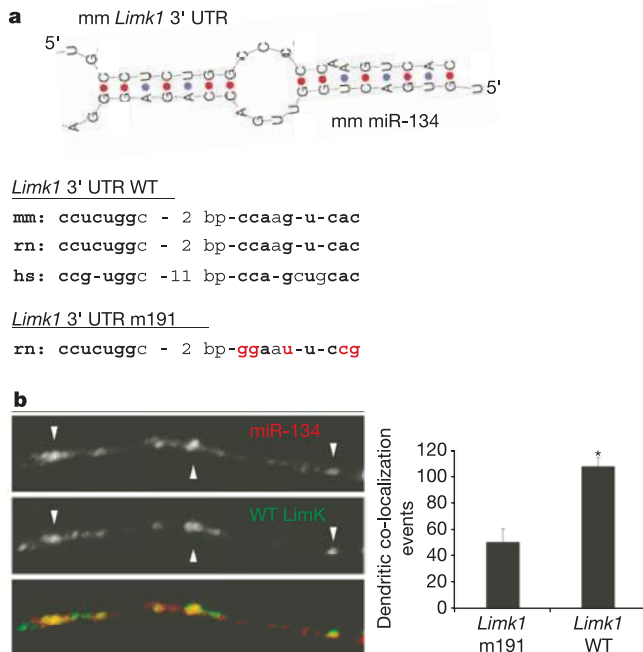 a
mm Limk1 3' UTR
5'
5'
mm miR-134
Limk1 3' UTR WT
mm: ccucuggc - 2 bp-ccaag-u-cac
rn: ccucuggc - 2 bp-ccaag-u-cac
hs: ccg-uggc -11 bp-cca-gcugcac
Limk1 3' UTR m191
rn: ccucuggc - 2 bp-ggaau-u-ccg
b
miR-134
WT LimK
Dendritic co-localization
events
120
100
80
60
40
20
0
*
Limk1
m191
Limk1
WT